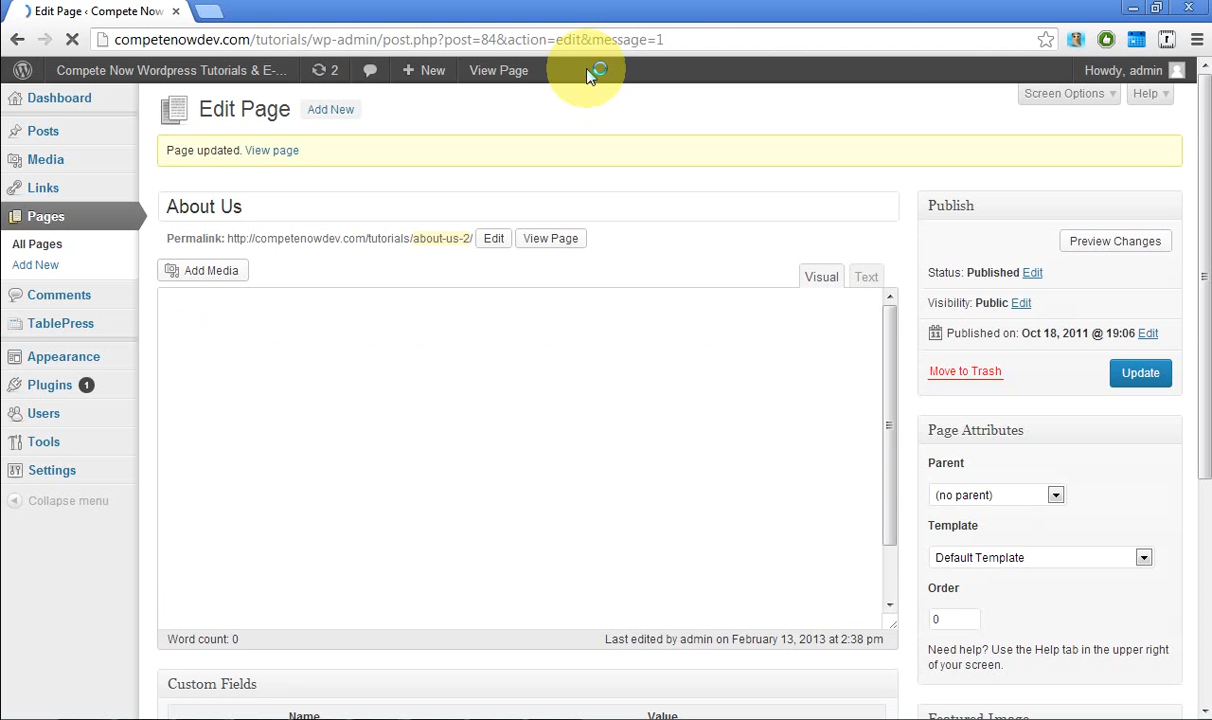 Edit Page ‹ Compete Now
competenowdev.com/tutorials/wp-admin/post.php?post=84&action=edit&message=1
Compete Now Wordpress Tutorials & E-... 2 New View Page Howdy, admin
Dashboard
Posts
Media
Links
Pages
All Pages
Add New
Comments
TablePress
Appearance
Plugins 1
Users
Tools
Settings
Collapse menu
Screen Options Help
Edit Page Add New
Page updated. View page
About Us
Permalink: http://competenowdev.com/tutorials/about-us-2/ Edit View Page
Add Media
Visual Text
Word count: 0 Last edited by admin on February 13, 2013 at 2:38 pm
Custom Fields
Name Value
Publish
Preview Changes
Status: Published Edit
Visibility: Public Edit
Published on: Oct 18, 2011 @ 19:06 Edit
Move to Trash Update
Page Attributes
Parent
(no parent)
Template
Default Template
Order
0
Need help? Use the Help tab in the upper right
of your screen.
Featured Image